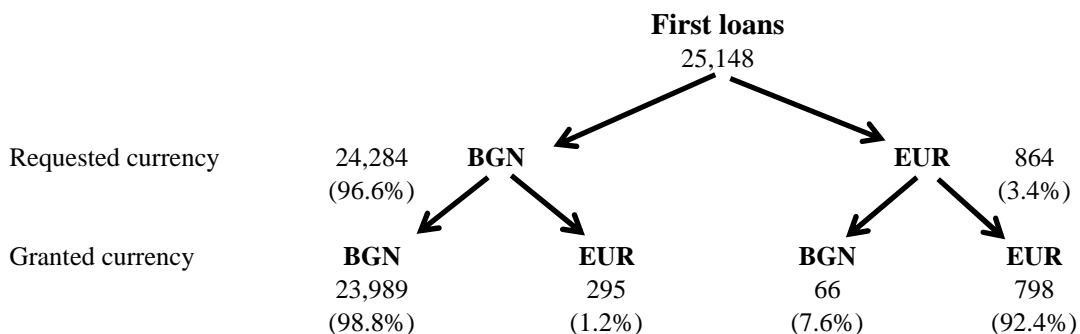 First loans
25,148
Requested currency 24,284 BGN EUR 864
(96.6%) (3.4%)
Granted currency BGN EUR BGN EUR
23,989 295 66 798
(98.8%) (1.2%) (7.6%) (92.4%)